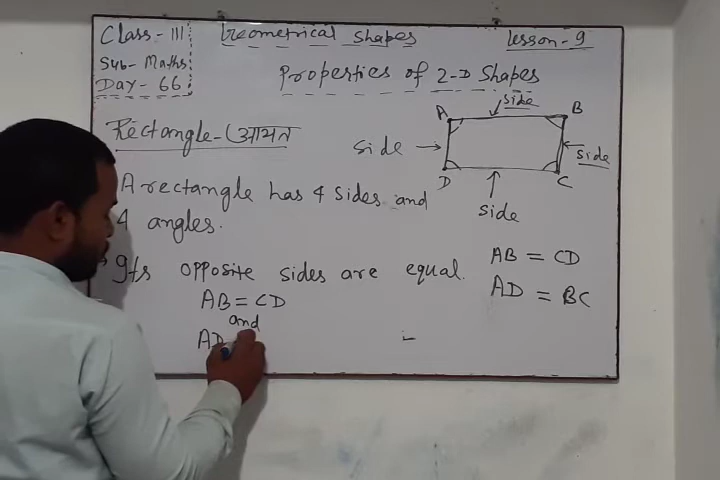 Class-III
Geometrical shapes
Lesson-9
Sub-Maths
Day-66
Properties of 2-D Shapes
Rectangle-(आयत
A
side
B
side
side
D
C
side
A rectangle has 4 sides and
4 angles.
Its opposite sides are equal.
AB = CD
AD = BC
AB = CD
and
AD